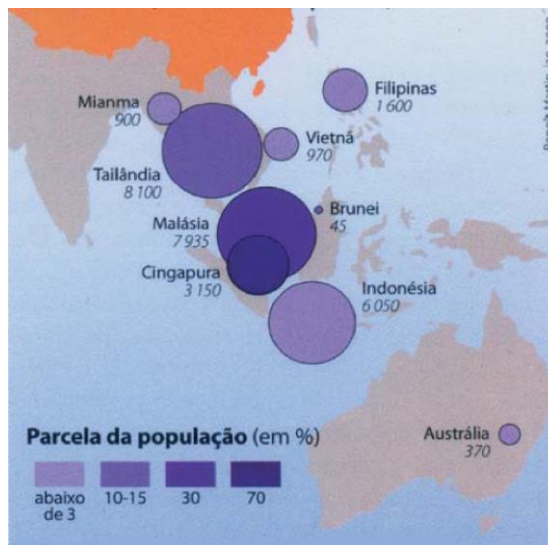 Mianma
900
Filipinas
1 600
Vietnã
970
Tailândia
8 100
Malásia
7 935
Brunei
45
Cingapura
3 150
Indonésia
6 050
Austrália
370
Parcela da população (em %)
abaixo
de 3
10-15
30
70